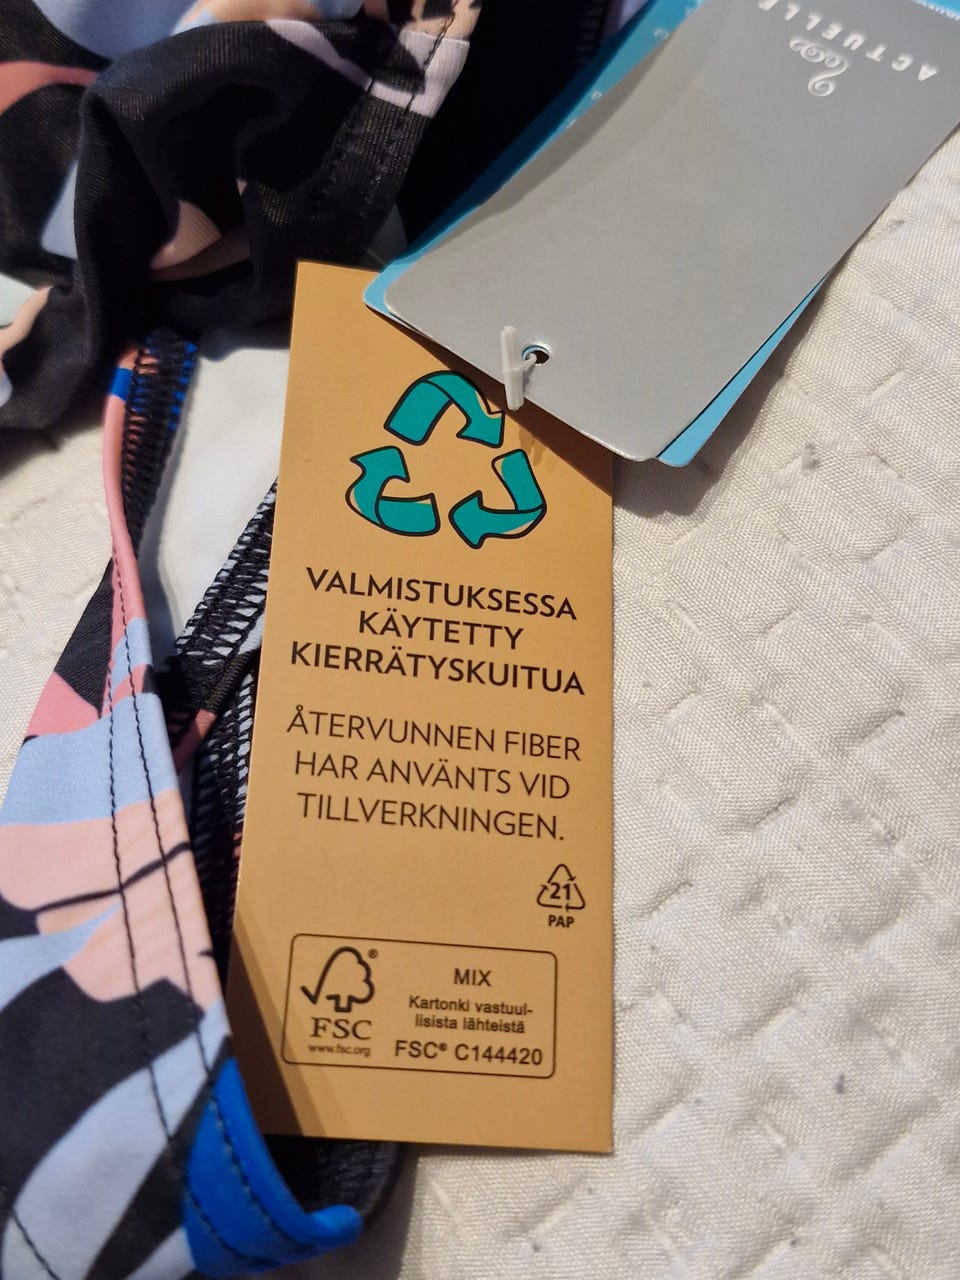 ACTUELLE
VALMISTUKSESSA
KÄYTETTY
KIERRÄTYSKUITUA
ÅTERVUNNEN FIBER
HAR ANVÄNTS VID
TILLVERKNINGEN.
21
PAP
FSC®
www.fsc.org
MIX
Kartonki vastuul-
lisista lähteistä
FSC® C144420